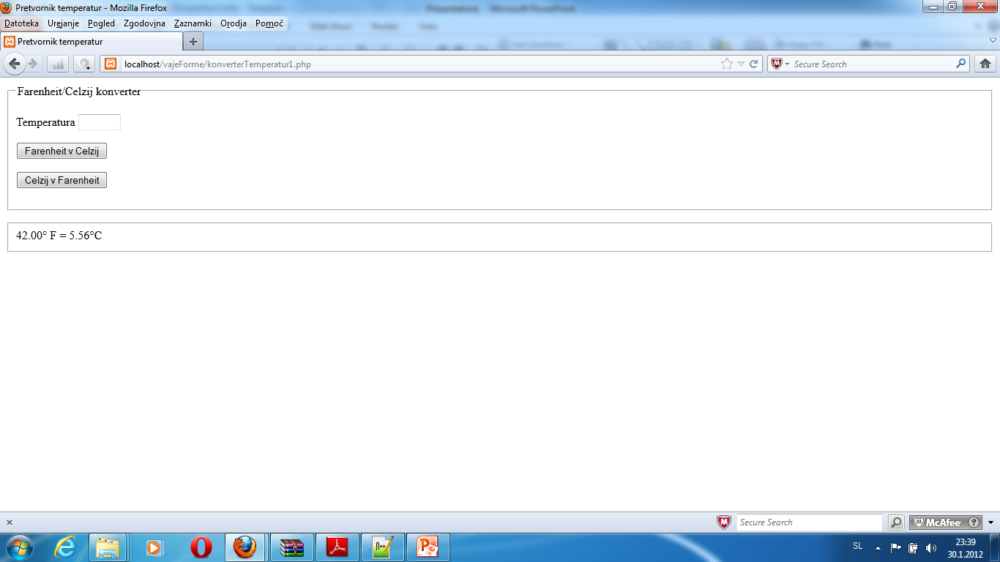 Pretvornik temperatur - Mozilla Firefox
Datoteka Urejanje Pogled Zgodovina Zaznamki Orodja Pomoč
Pretvornik temperatur
localhost/vajeForme/konverterTemperatur1.php
Secure Search
Farenheit/Celzij konverter
Temperatura
Farenheit v Celzij
Celzij v Farenheit
42.00° F = 5.56°C
Secure Search
McAfee
SL
23:39
30.1.2012